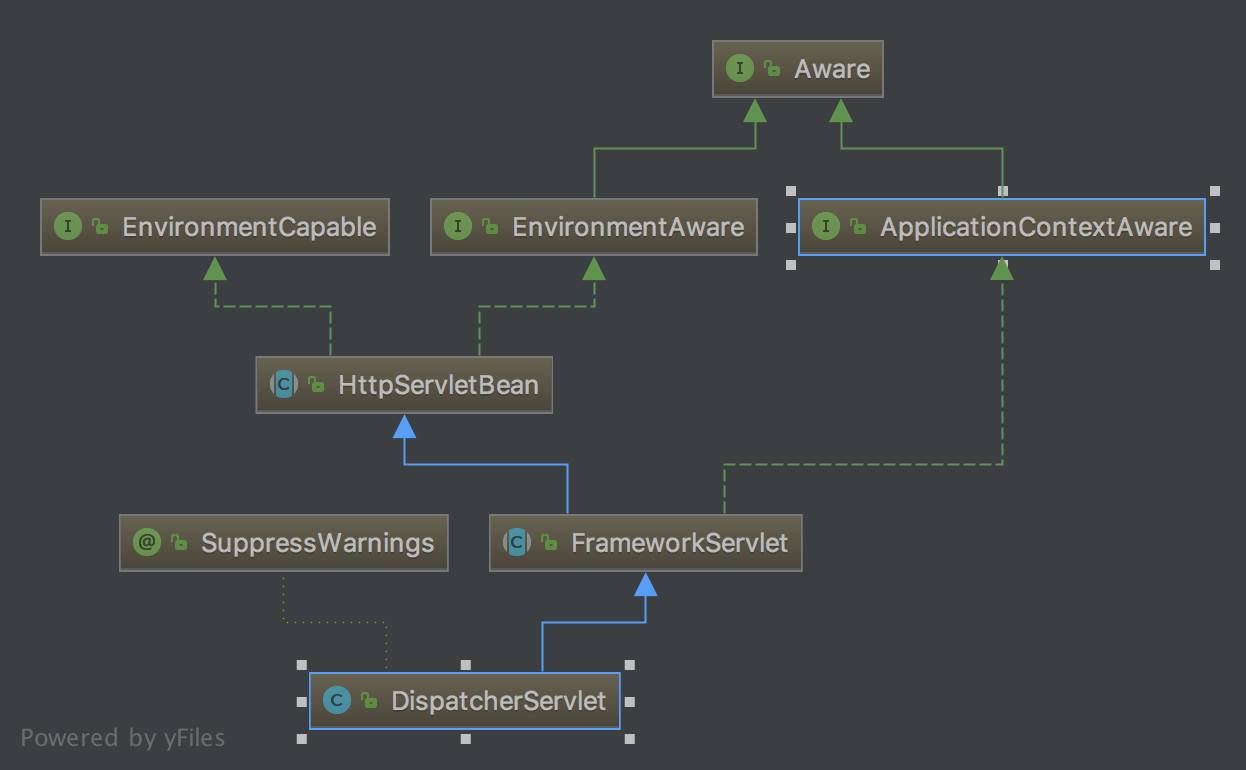 Aware
EnvironmentCapable
EnvironmentAware
ApplicationContextAware
HttpServletBean
SuppressWarnings
FrameworkServlet
DispatcherServlet
Powered by yFiles